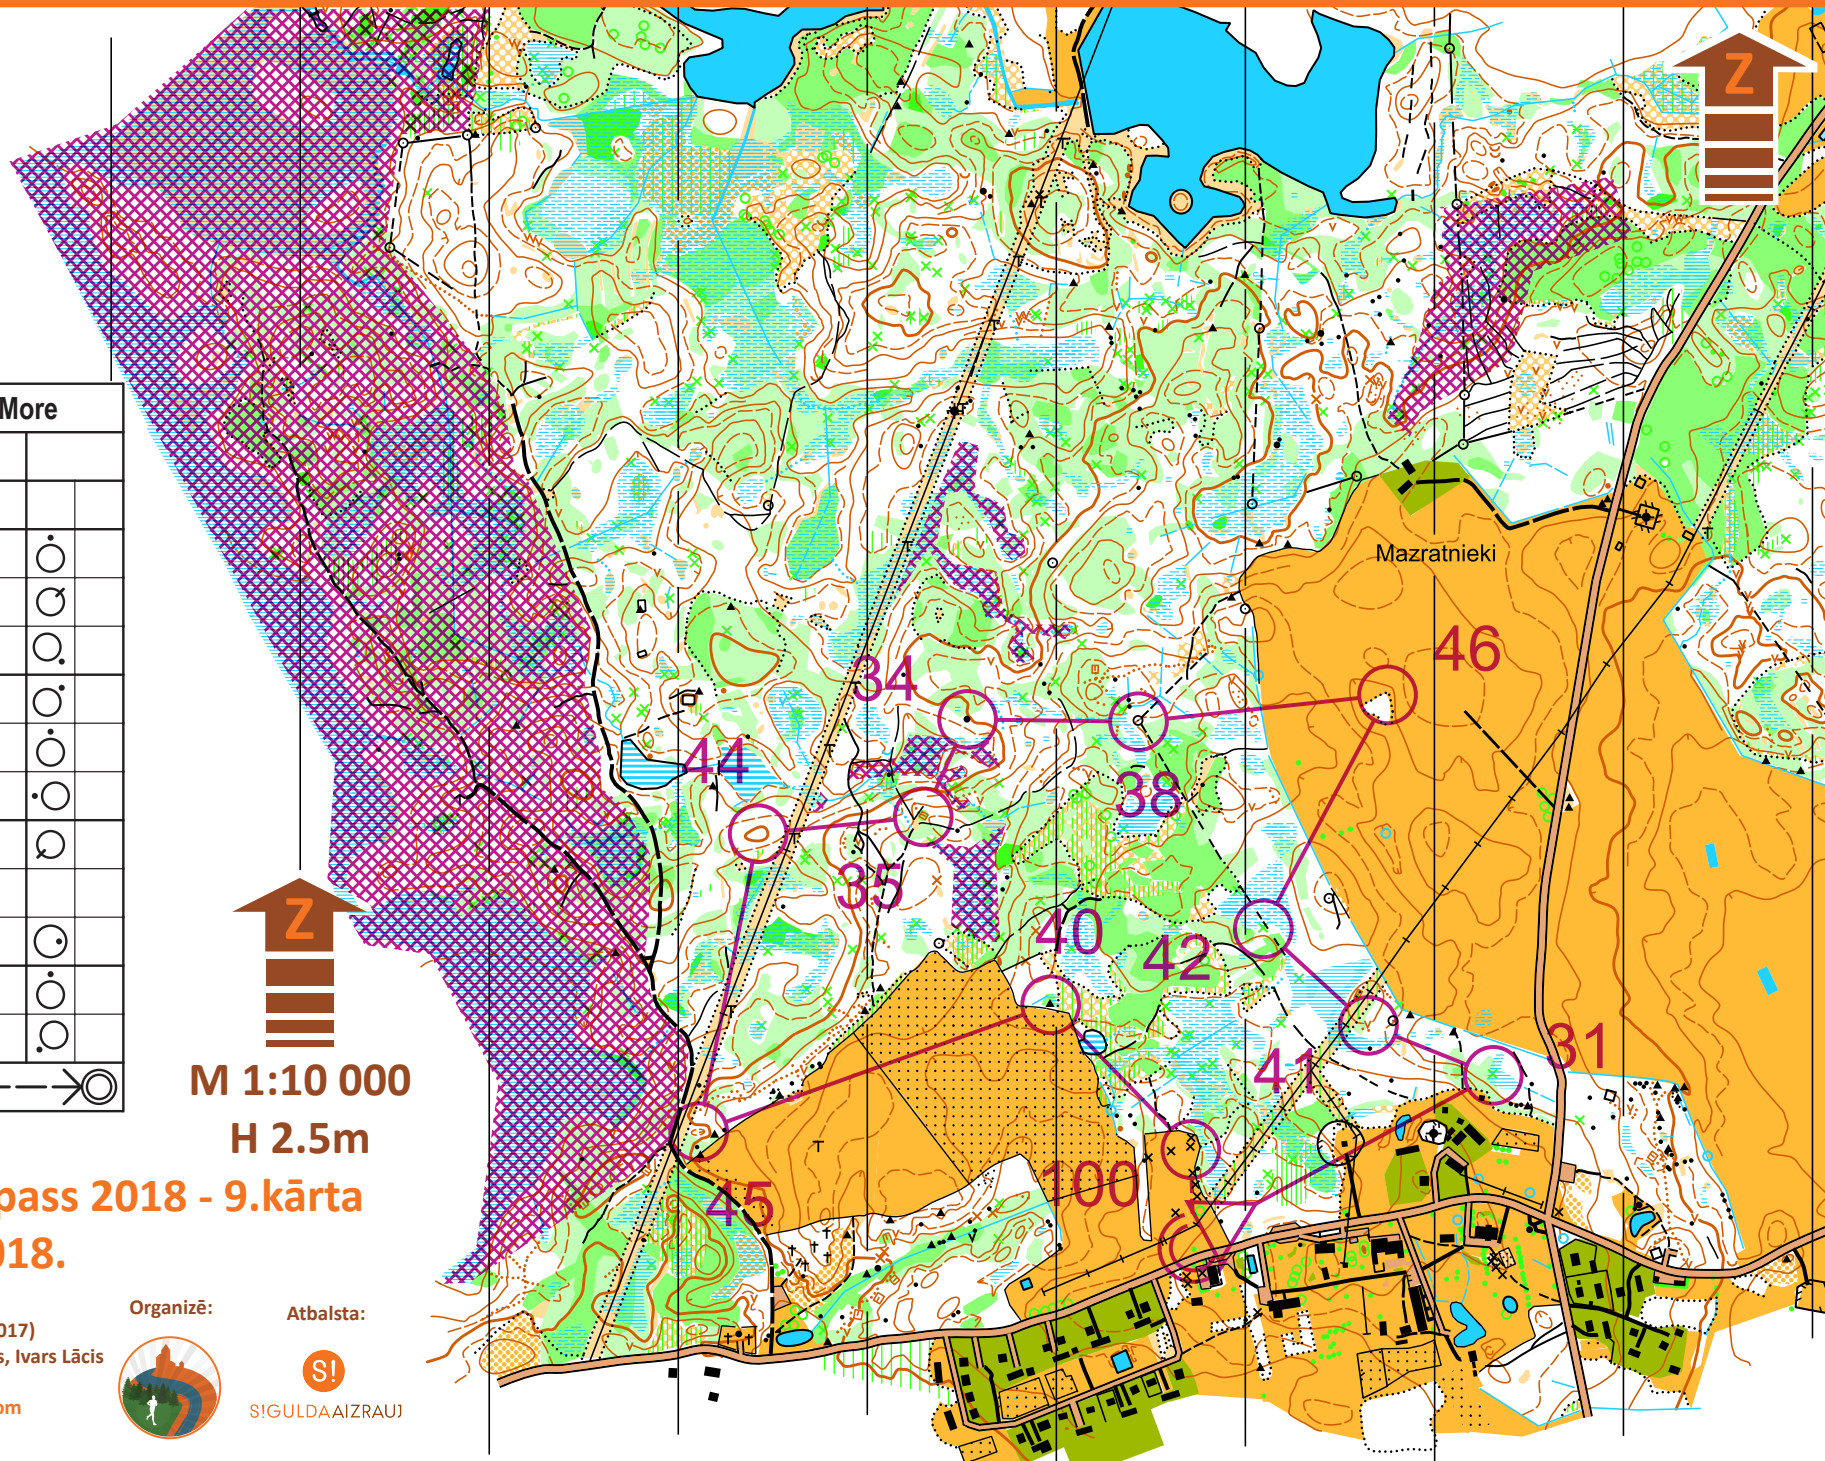 Z
More
Mazratnieki
46
34
44
38
35
40
42
Z
31
41
M 1:10 000
H 2.5m
100
45
pass 2018 - 9.kārta
018.
Organizē:
Atbalsta:
017)
s, Ivars Lācis
S!
om
S!GULDAAIZRAUJ